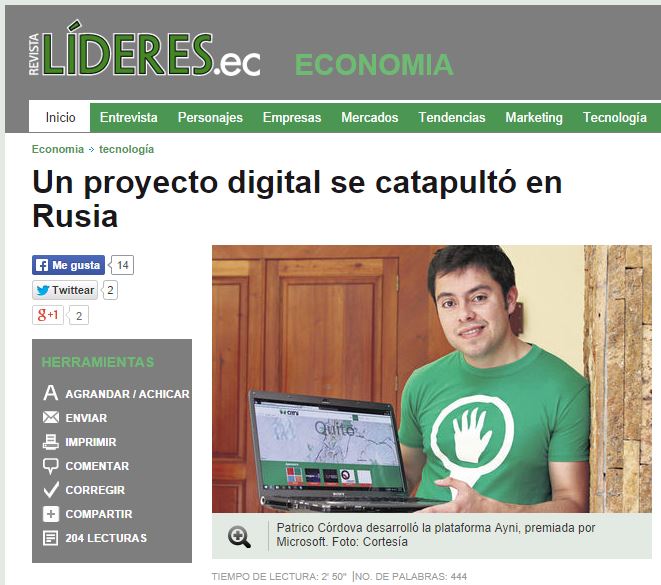 REVISTA
LÍDERES.ec
ECONOMIA
Inicio Entrevista Personajes Empresas Mercados Tendencias Marketing Tecnología
Economia → tecnología
Un proyecto digital se catapultó en
Rusia
Me gusta 14
Twittear 2
g+1 2
HERRAMIENTAS
A AGRANDAR / ACHICAR
ENVIAR
IMPRIMIR
COMENTAR
CORREGIR
COMPARTIR
204 LECTURAS
Quito
SONY
Patrico Córdova desarrolló la plataforma Ayni, premiada por
Microsoft. Foto: Cortesía
TIEMPO DE LECTURA: 2' 50'' |NO. DE PALABRAS: 444